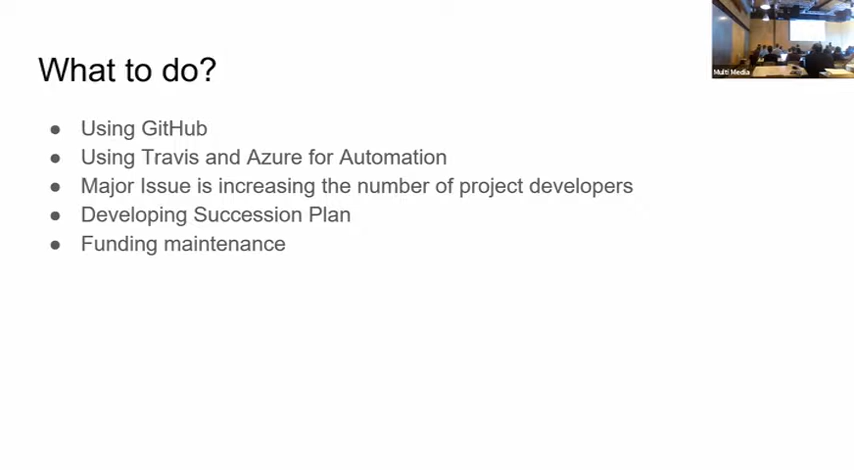 What to do?
● Using GitHub
● Using Travis and Azure for Automation
● Major Issue is increasing the number of project developers
● Developing Succession Plan
● Funding maintenance
Multi Media